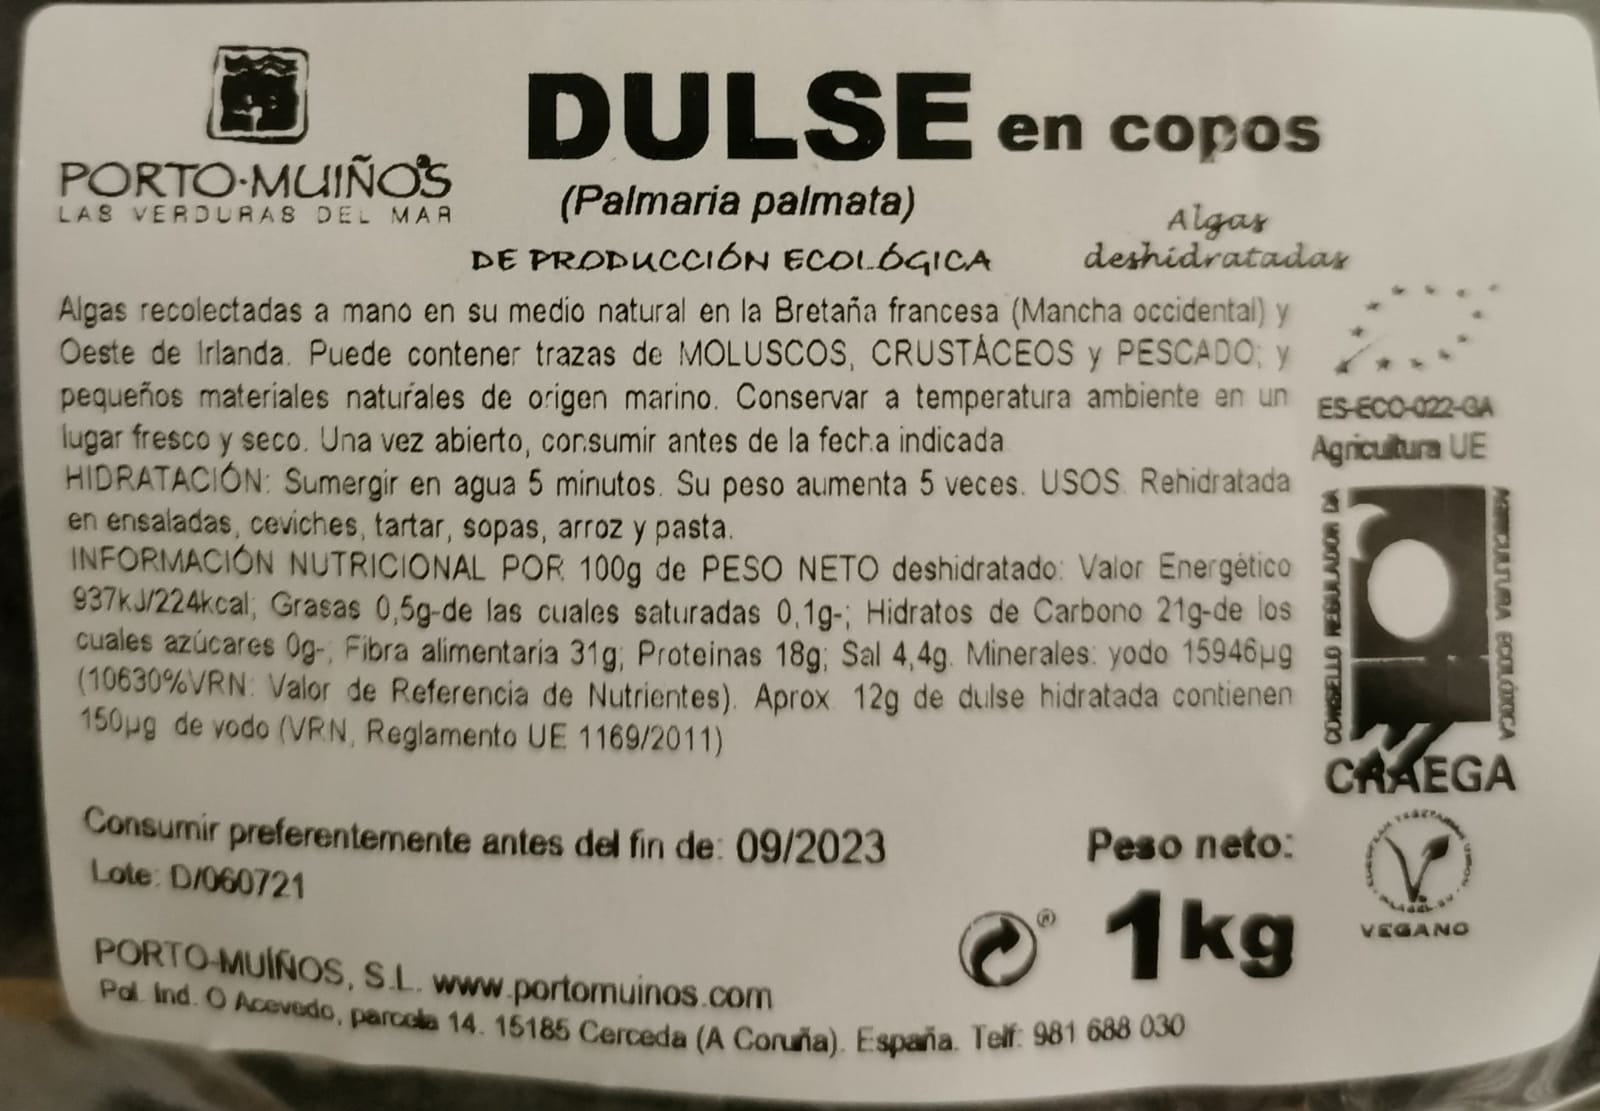 DULSE en copos
PORTO-MUIÑOS
LAS VERDURAS DEL MAR
(Palmaria palmata)
DE PRODUCCIÓN ECOLÓGICA
Algas
deshidratadas
Algas recolectadas a mano en su medio natural en la Bretaña francesa (Mancha occidental) y
Oeste de Irlanda. Puede contener trazas de MOLUSCOS, CRUSTÁCEOS y PESCADO; y
pequeños materiales naturales de origen marino. Conservar a temperatura ambiente en un
lugar fresco y seco. Una vez abierto, consumir antes de la fecha indicada
HIDRATACIÓN: Sumergir en agua 5 minutos. Su peso aumenta 5 veces. USOS. Rehidratada
en ensaladas, ceviches, tartar, sopas, arroz y pasta.
INFORMACIÓN NUTRICIONAL POR 100g de PESO NETO deshidratado: Valor Energético
937kJ/224kcal; Grasas 0,5g-de las cuales saturadas 0,1g-; Hidratos de Carbono 21g-de los
cuales azúcares 0g-; Fibra alimentaria 31g; Proteinas 18g; Sal 4,4g. Minerales: yodo 15946µg
(10630%VRN: Valor de Referencia de Nutrientes). Aprox. 12g de dulse hidratada contienen
150µg de yodo (VRN, Reglamento UE 1169/2011)
ES-ECO-022-GA
Agricultura UE
CONSELLO REGULADOR DA
AGRICULTURA ECOLÓXICA
CRAEGA
Consumir preferentemente antes del fin de: 09/2023
Lote: D/060721
Peso neto:
1kg
VEGANO
PORTO-MUIÑOS, S.L. www.portomuinos.com
Pol. Ind. O Acevedo, parcela 14. 15185 Cerceda (A Coruña). España. Telf: 981 688 030